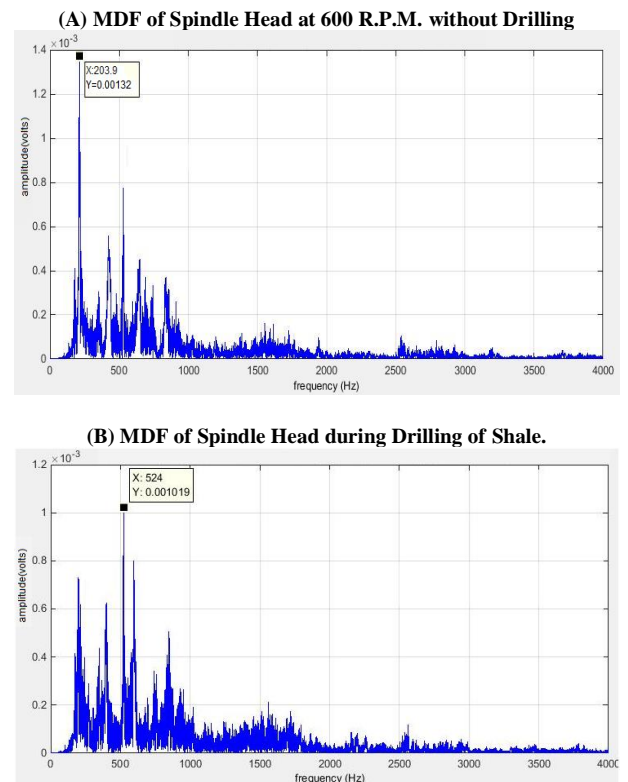 (A) MDF of Spindle Head at 600 R.P.M. without Drilling
×10⁻³
1.4
1.2
1
0.8
0.6
0.4
0.2
0
amplitude(volts)
X:203.9
Y=0.00132
0 500 1000 1500 2000 2500 3000 3500 4000
frequency (Hz)
(B) MDF of Spindle Head during Drilling of Shale.
×10⁻³
1.2
1
0.8
0.6
0.4
0.2
0
amplitude(volts)
X: 524
Y: 0.001019
0 500 1000 1500 2000 2500 3000 3500 4000
frequency (Hz)